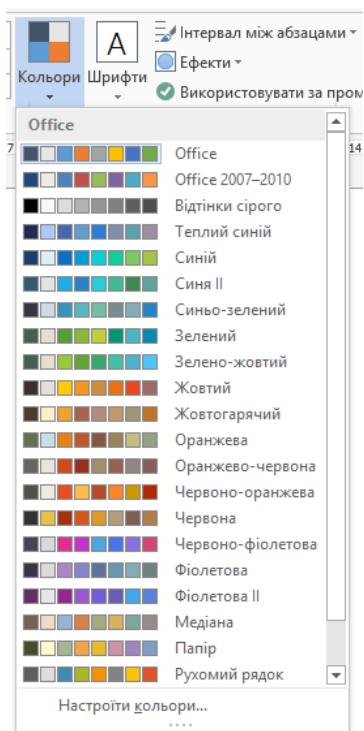 Кольори
Шрифти
Інтервал між абзацами
Ефекти
Використовувати за пром
7
14
Office
Office
Office 2007–2010
Відтінки сірого
Теплий синій
Синій
Синя II
Синьо-зелений
Зелений
Зелено-жовтий
Жовтий
Жовтогарячий
Оранжева
Оранжево-червона
Червоно-оранжева
Червона
Червоно-фіолетова
Фіолетова
Фіолетова II
Медіана
Папір
Рухомий рядок
Настроїти кольори...